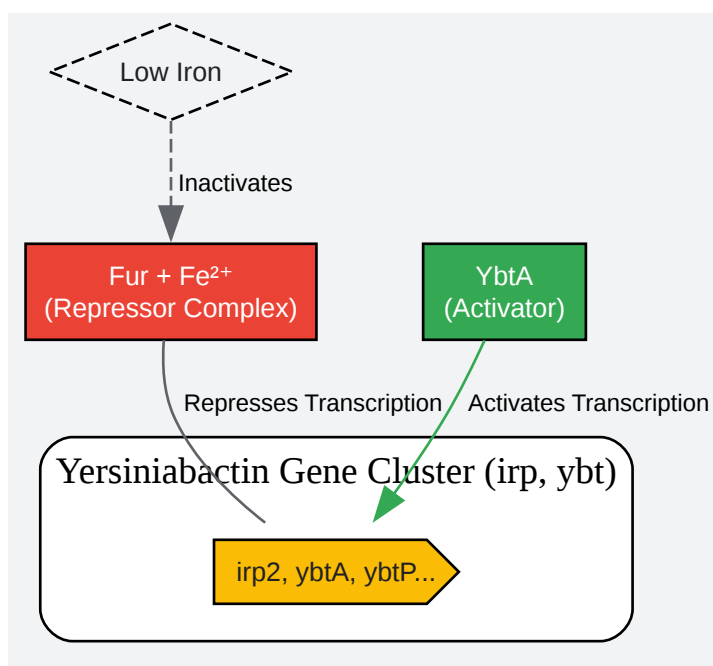 Low Iron
Inactivates
Fur + Fe²⁺
(Repressor Complex)
YbtA
(Activator)
Represses Transcription
Activates Transcription
Yersiniabactin Gene Cluster (irp, ybt)
irp2, ybtA, ybtP...